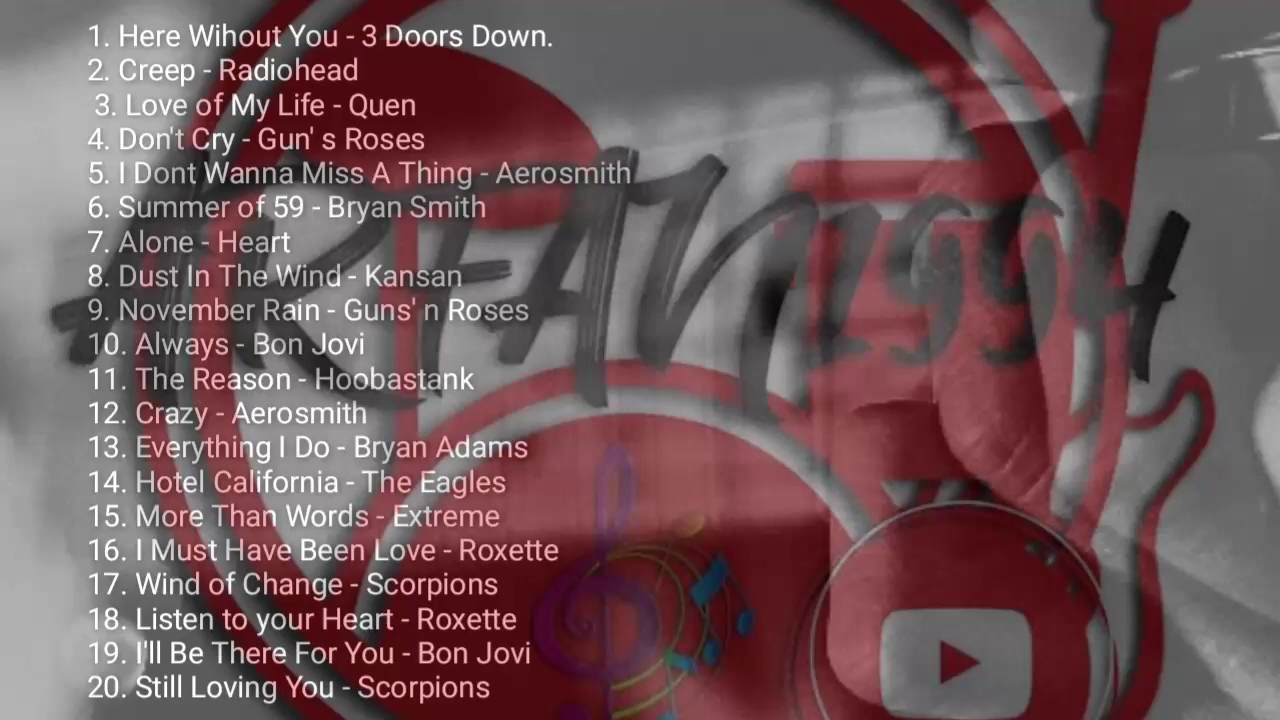 1. Here Wihout You - 3 Doors Down.
2. Creep - Radiohead
3. Love of My Life - Quen
4. Don't Cry - Gun' s Roses
5. I Dont Wanna Miss A Thing - Aerosmith
6. Summer of 59 - Bryan Smith
7. Alone - Heart
8. Dust In The Wind - Kansan
9. November Rain - Guns' n Roses
10. Always - Bon Jovi
11. The Reason - Hoobastank
12. Crazy - Aerosmith
13. Everything I Do - Bryan Adams
14. Hotel California - The Eagles
15. More Than Words - Extreme
16. I Must Have Been Love - Roxette
17. Wind of Change - Scorpions
18. Listen to your Heart - Roxette
19. I'll Be There For You - Bon Jovi
20. Still Loving You - Scorpions